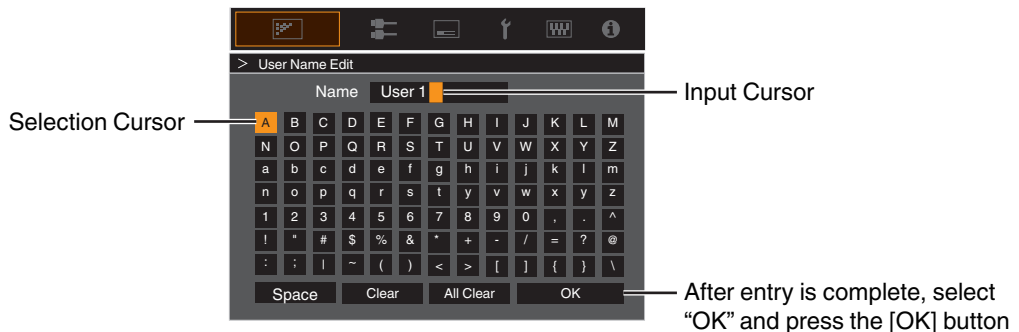 > User Name Edit
Name User 1
Input Cursor
Selection Cursor
A B C D E F G H I J K L M
N O P Q R S T U V W X Y Z
a b c d e f g h i j k l m
n o p q r s t y v w x y z
1 2 3 4 5 6 7 8 9 0 , . ^
! " # $ % & * + - / = ? @
: ; | ~ ( ) < > [ ] { } \
Space Clear All Clear OK
After entry is complete, select
“OK” and press the [OK] button